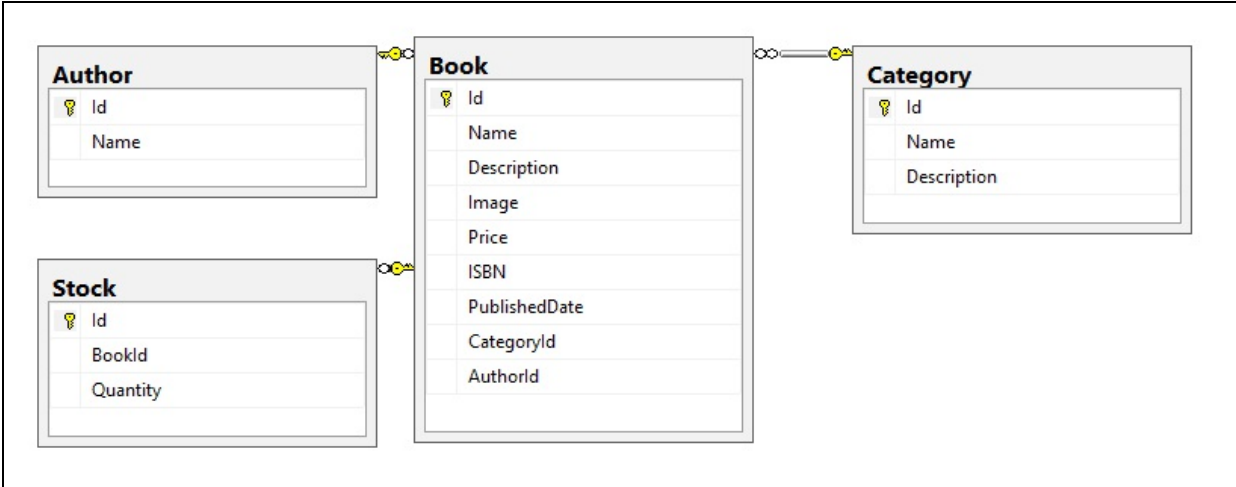 Author
Id
Name
Stock
Id
BookId
Quantity
Book
Id
Name
Description
Image
Price
ISBN
PublishedDate
CategoryId
AuthorId
Category
Id
Name
Description